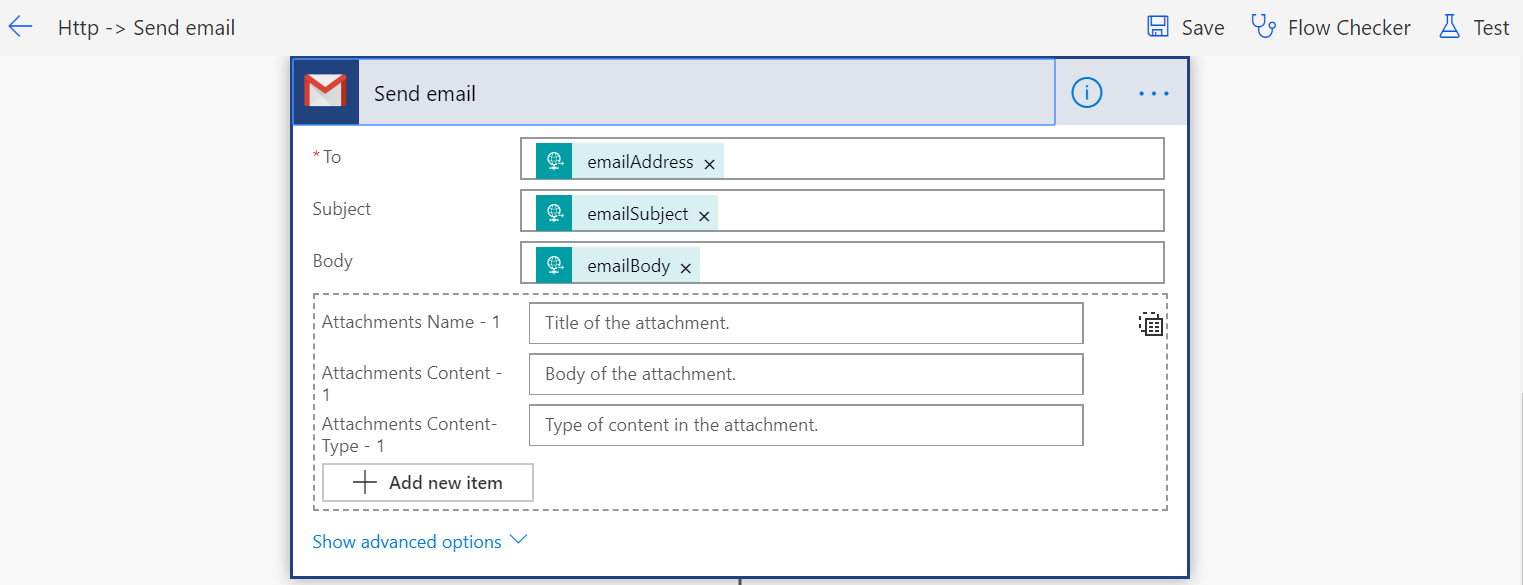 Http -> Send email
Save
Flow Checker
Test
Send email
* To
emailAddress ×
Subject
emailSubject ×
Body
emailBody ×
Attachments Name - 1
Title of the attachment.
Attachments Content -
1
Body of the attachment.
Attachments Content-
Type - 1
Type of content in the attachment.
Add new item
Show advanced options